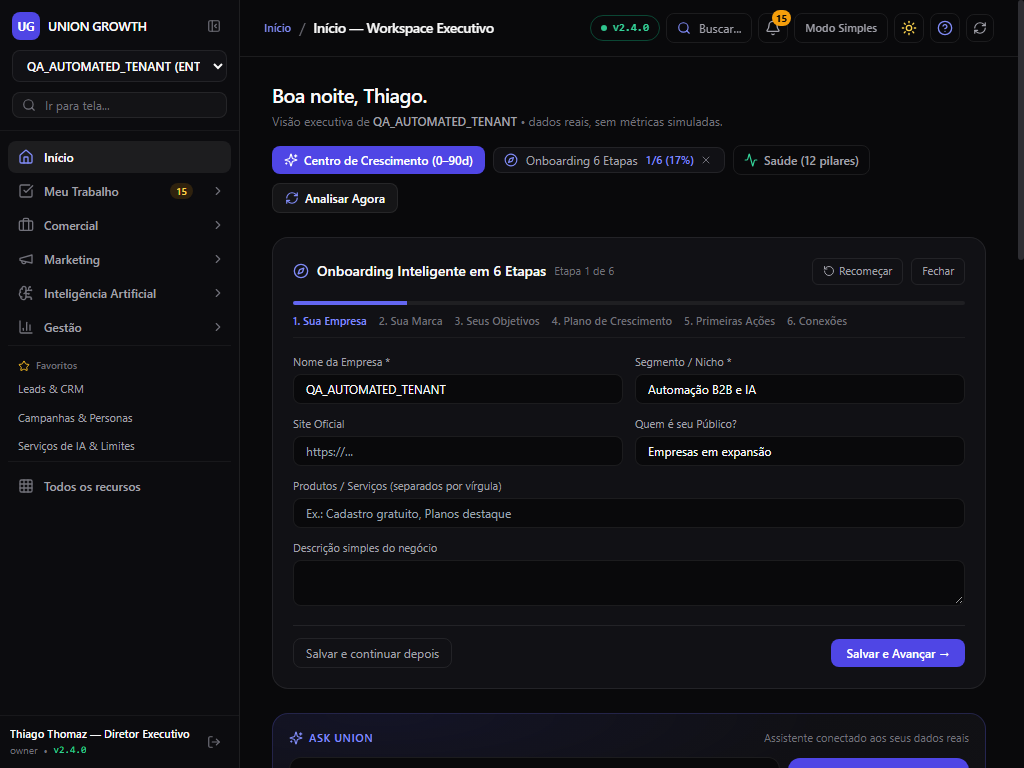 UG UNION GROWTH
QA_AUTOMATED_TENANT (ENT
Ir para tela...
Início
Meu Trabalho 15
Comercial
Marketing
Inteligência Artificial
Gestão
Favoritos
Leads & CRM
Campanhas & Personas
Serviços de IA & Limites
Todos os recursos
Thiago Thomaz — Diretor Executivo
owner • v2.4.0
Início / Início — Workspace Executivo
v2.4.0
Buscar...
15
Modo Simples
Boa noite, Thiago.
Visão executiva de QA_AUTOMATED_TENANT • dados reais, sem métricas simuladas.
Centro de Crescimento (0–90d)
Onboarding 6 Etapas 1/6 (17%)
Saúde (12 pilares)
Analisar Agora
Onboarding Inteligente em 6 Etapas Etapa 1 de 6
Recomeçar
Fechar
1. Sua Empresa 2. Sua Marca 3. Seus Objetivos 4. Plano de Crescimento 5. Primeiras Ações 6. Conexões
Nome da Empresa *
QA_AUTOMATED_TENANT
Segmento / Nicho *
Automação B2B e IA
Site Oficial
https://...
Quem é seu Público?
Empresas em expansão
Produtos / Serviços (separados por vírgula)
Ex.: Cadastro gratuito, Planos destaque
Descrição simples do negócio
Salvar e continuar depois
Salvar e Avançar →
ASK UNION
Assistente conectado aos seus dados reais